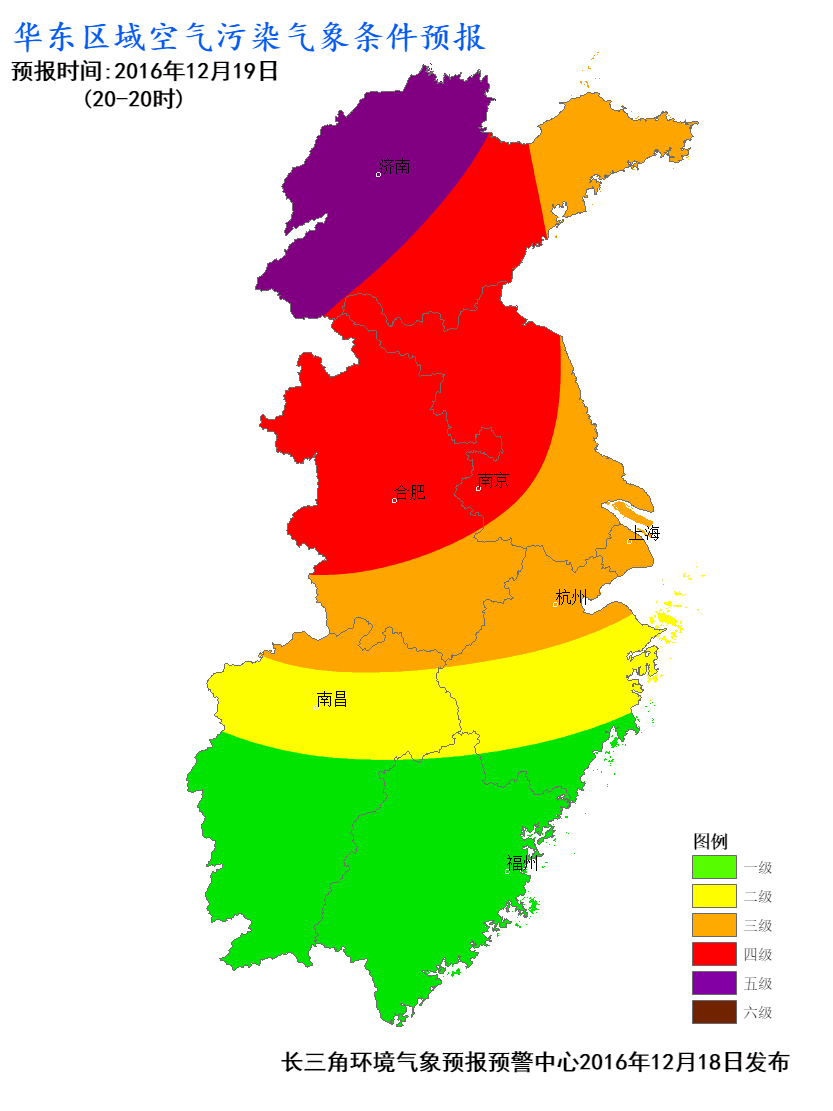 华东区域空气污染气象条件预报
预报时间:2016年12月19日
(20-20时)
济南
合肥
南京
上海
杭州
南昌
福州
图例
一级
二级
三级
四级
五级
六级
长三角环境气象预报预警中心2016年12月18日发布